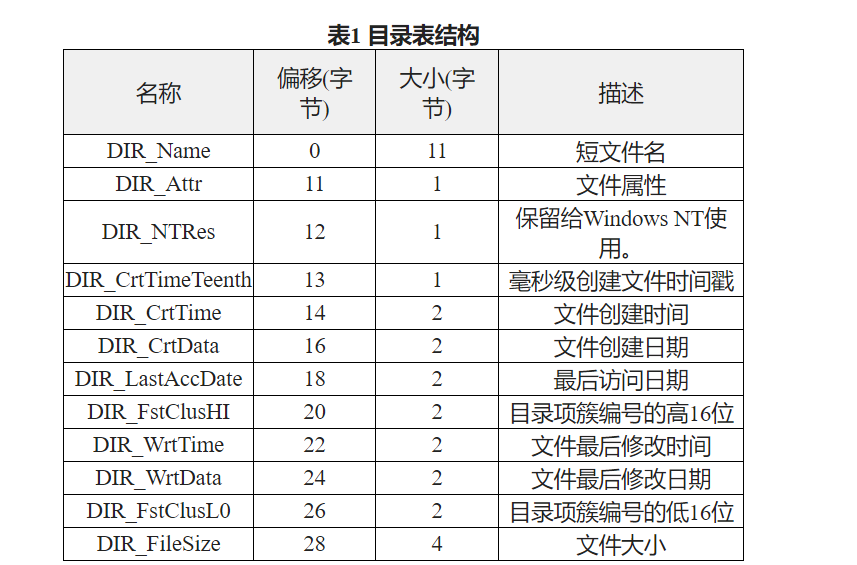 表1 目录表结构
名称 偏移(字节) 大小(字节) 描述
DIR_Name 0 11 短文件名
DIR_Attr 11 1 文件属性
DIR_NTRes 12 1 保留给Windows NT使用。
DIR_CrtTimeTeenth 13 1 毫秒级创建文件时间戳
DIR_CrtTime 14 2 文件创建时间
DIR_CrtData 16 2 文件创建日期
DIR_LastAccDate 18 2 最后访问日期
DIR_FstClusHI 20 2 目录项簇编号的高16位
DIR_WrtTime 22 2 文件最后修改时间
DIR_WrtData 24 2 文件最后修改日期
DIR_FstClusL0 26 2 目录项簇编号的低16位
DIR_FileSize 28 4 文件大小